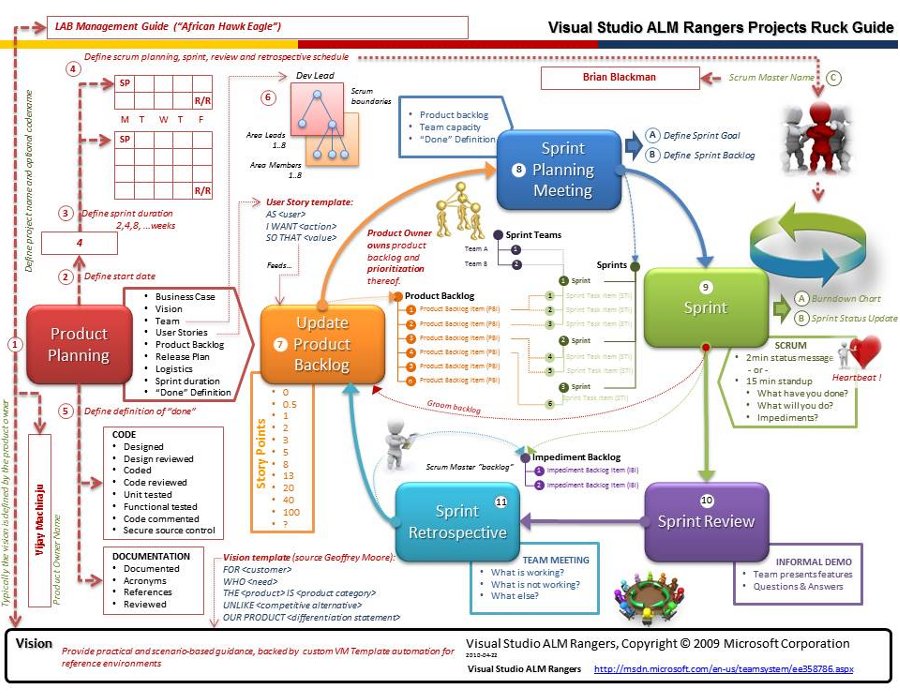 LAB Management Guide ("African Hawk Eagle")
Visual Studio ALM Rangers Projects Ruck Guide
Define scrum planning, sprint, review and retrospective schedule
4
Define project name and optional codename
SP
R/R
M T W T F
SP
R/R
3
Define sprint duration
2,4,8, ...weeks
4
2
Define start date
1
Product
Planning
Business Case
Vision
Team
User Stories
Product Backlog
Release Plan
Logistics
Sprint duration
"Done" Definition
5
Define definition of "done"
CODE
Designed
Design reviewed
Coded
Code reviewed
Unit tested
Functional tested
Code commented
Secure source control
DOCUMENTATION
Documented
Acronyms
References
Reviewed
Typically the vision is defined by the product owner
Vijay Machiraju
Product Owner Name
6
Dev Lead
Scrum
boundaries
Area Leads
1..8
Area Members
1..8
User Story template:
AS <user>
I WANT <action>
SO THAT <value>
Feeds...
7
Update
Product
Backlog
Story Points
0
0.5
1
2
3
5
8
13
20
40
100
?
Product Owner
owns product
backlog and
prioritization
thereof.
Product Backlog
1 Product Backlog Item (PBI)
2 Product Backlog Item (PBI)
3 Product Backlog Item (PBI)
4 Product Backlog Item (PBI)
5 Product Backlog Item (PBI)
6 Product Backlog Item (PBI)
Product backlog
Team capacity
"Done" Definition
8
Sprint
Planning
Meeting
A Define Sprint Goal
B Define Sprint Backlog
Brian Blackman
Scrum Master Name
C
Sprint Teams
Team A 1
Team B 2
Sprints
1 Sprint
1 Sprint Task Item (STI)
2 Sprint Task Item (STI)
3 Sprint Task Item (STI)
2 Sprint
4 Sprint Task Item (STI)
5 Sprint Task Item (STI)
3 Sprint
6 Sprint Task Item (STI)
9
Sprint
A Burndown Chart
B Sprint Status Update
SCRUM
2min status message
- or -
15 min standup
What have you done?
What will you do?
Impediments?
Heartbeat !
Groom backlog
Scrum Master "backlog"
Impediment Backlog
1 Impediment Backlog Item (IBI)
2 Impediment Backlog Item (IBI)
10
Sprint Review
INFORMAL DEMO
Team presents features
Questions & Answers
11
Sprint
Retrospective
TEAM MEETING
What is working?
What is not working?
What else?
Vision template (source Geoffrey Moore):
FOR <customer>
WHO <need>
THE <product> IS <product category>
UNLIKE <competitive alternative>
OUR PRODUCT <differentiation statement>
Vision
Provide practical and scenario-based guidance, backed by custom VM Template automation for
reference environments
Visual Studio ALM Rangers, Copyright © 2009 Microsoft Corporation
2010-04-22
Visual Studio ALM Rangers http://msdn.microsoft.com/en-us/teamsystem/ee358786.aspx